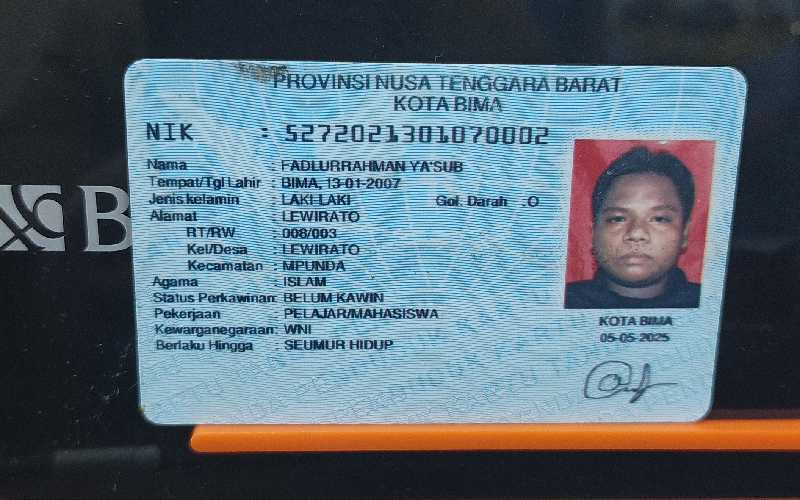 PROVINSI NUSA TENGGARA BARAT
KOTA BIMA
NIK : 5272021301070002
Nama : FADLURRAHMAN YA'SUB
Tempat/Tgl Lahir : BIMA, 13-01-2007
Jenis kelamin : LAKI-LAKI Gol. Darah :O
Alamat : LEWIRATO
RT/RW : 008/003
Kel/Desa : LEWIRATO
Kecamatan : MPUNDA
Agama : ISLAM
Status Perkawinan: BELUM KAWIN
Pekerjaan : PELAJAR/MAHASISWA
Kewarganegaraan: WNI
Berlaku Hingga : SEUMUR HIDUP
KOTA BIMA
05-05-2025
B